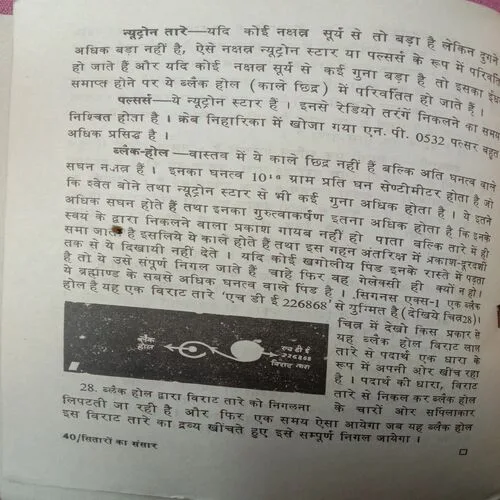 न्यूट्रोन तारे—यदि कोई नक्षत्र सूर्य से तो बड़ा है लेकिन दुगने
अधिक बड़ा नहीं है, ऐसे नक्षत्र न्यूट्रोन स्टार या पल्सर्स के रूप में परिवर्ति
हो जाते हैं और यदि कोई नक्षत्र सूर्य से कई गुना बड़ा है तो इसका ईंध
समाप्त होने पर ये ब्लैक होल (काले छिद्र) में परिवर्तित हो जाते हैं ।
पल्सर्स—ये न्यूट्रोन स्टार हैं । इनसे रेडियो तरंगें निकलने का समय
निश्चित होता है । क्रेब निहारिका में खोजा गया एन. पी. 0532 पल्सर बहुत
अधिक प्रसिद्ध है ।
ब्लैक-होल—वास्तव में ये काले छिद्र नहीं हैं बल्कि अति घनत्व वाले
सघन नक्षत्र हैं । इनका घनत्व 10¹⁶ ग्राम प्रति घन सेण्टीमीटर होता है जो
कि श्वेत बोने तथा न्यूट्रोन स्टार से भी कई गुना अधिक होता है । ये इतने
अधिक सघन होते हैं तथा इनका गुरुत्वाकर्षण इतना अधिक होता है कि इनके
स्वयं के द्वारा निकलने वाला प्रकाश गायब नहीं हो पाता बल्कि तारे में ही
समा जाता है इसलिये ये काले होते हैं तथा इस गहन अंतरिक्ष में प्रकाश-दूरदर्शी
तक से ये दिखायी नहीं देते । यदि कोई खगोलीय पिंड इनके रास्ते में पड़ता
है तो ये उसे संपूर्ण निगल जाते हैं चाहे फिर वह गेलेक्सी ही क्यों न हो।
ये ब्रह्माण्ड के सबसे अधिक घनत्व वाले पिंड हैं । सिगनस एक्स-1 एक ब्लैक
होल है यह एक विराट तारे 'एच डी ई 226868' से युग्मित है (देखिये चित्र28)।
चित्र में देखो किस प्रकार से
यह ब्लैक होल विराट लाल
तारे से पदार्थ एक धारा के
रूप में अपनी ओर खींच रहा
है । पदार्थ की धारा, विराट
तारे से निकल कर ब्लैक होल
के चारों ओर सर्पिलाकार
ब्लैक
होल
एच डी ई
226868
विराट तारा
28. ब्लैक होल द्वारा विराट तारे को निगलना
लिपटती जा रही है और फिर एक समय ऐसा आयेगा जब यह ब्लैक होल
इस विराट तारे का द्रव्य खींचते हुए इसे सम्पूर्ण निगल जायेगा ।
40/सितारों का संसार